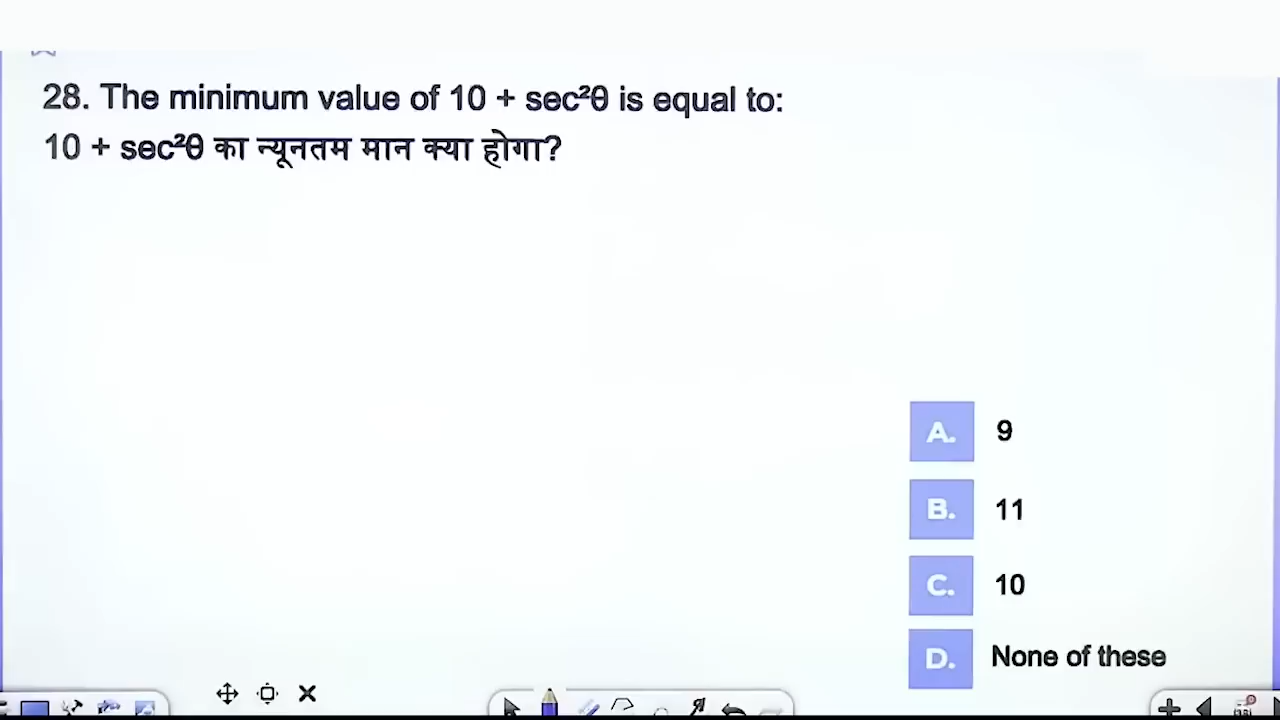 28. The minimum value of 10 + sec²θ is equal to:
10 + sec²θ का न्यूनतम मान क्या होगा?
A. 9
B. 11
C. 10
D. None of these